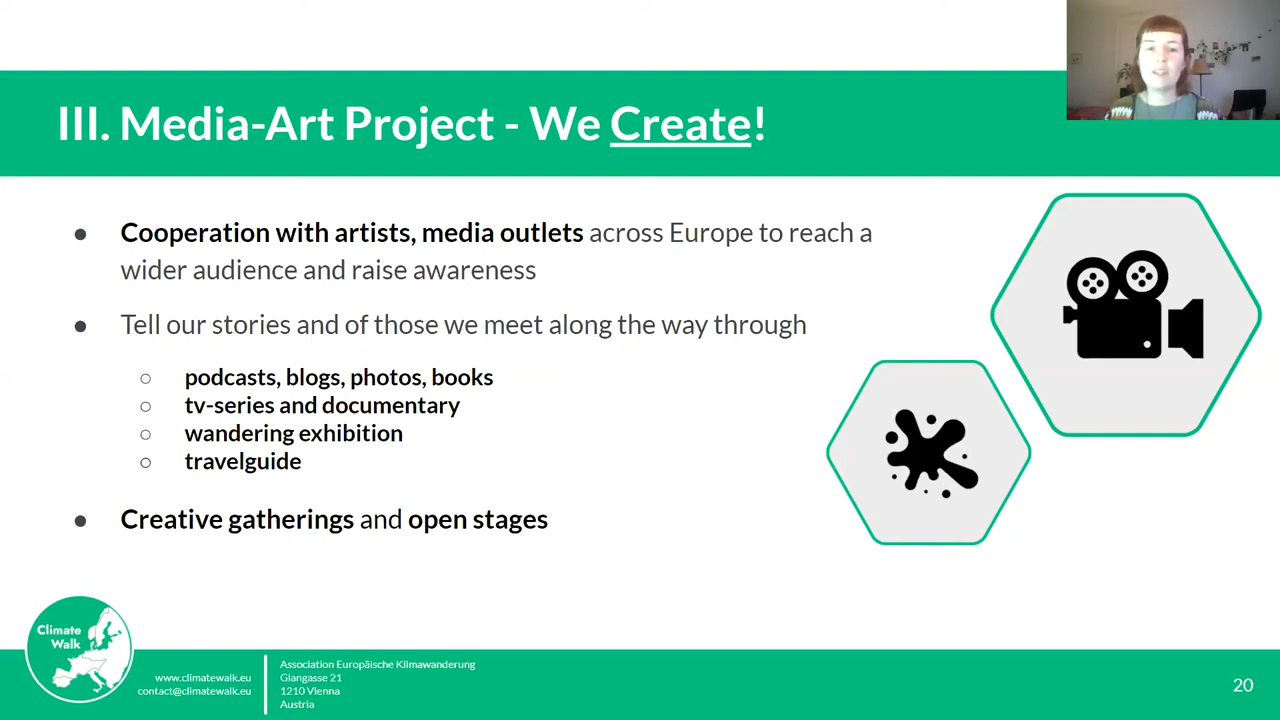 III. Media-Art Project - We Create!
● Cooperation with artists, media outlets across Europe to reach a
wider audience and raise awareness
● Tell our stories and of those we meet along the way through
○ podcasts, blogs, photos, books
○ tv-series and documentary
○ wandering exhibition
○ travelguide
● Creative gatherings and open stages
Climate
Walk
www.climatewalk.eu
contact@climatewalk.eu
Association Europäische Klimawanderung
Glangasse 21
1210 Vienna
Austria
20